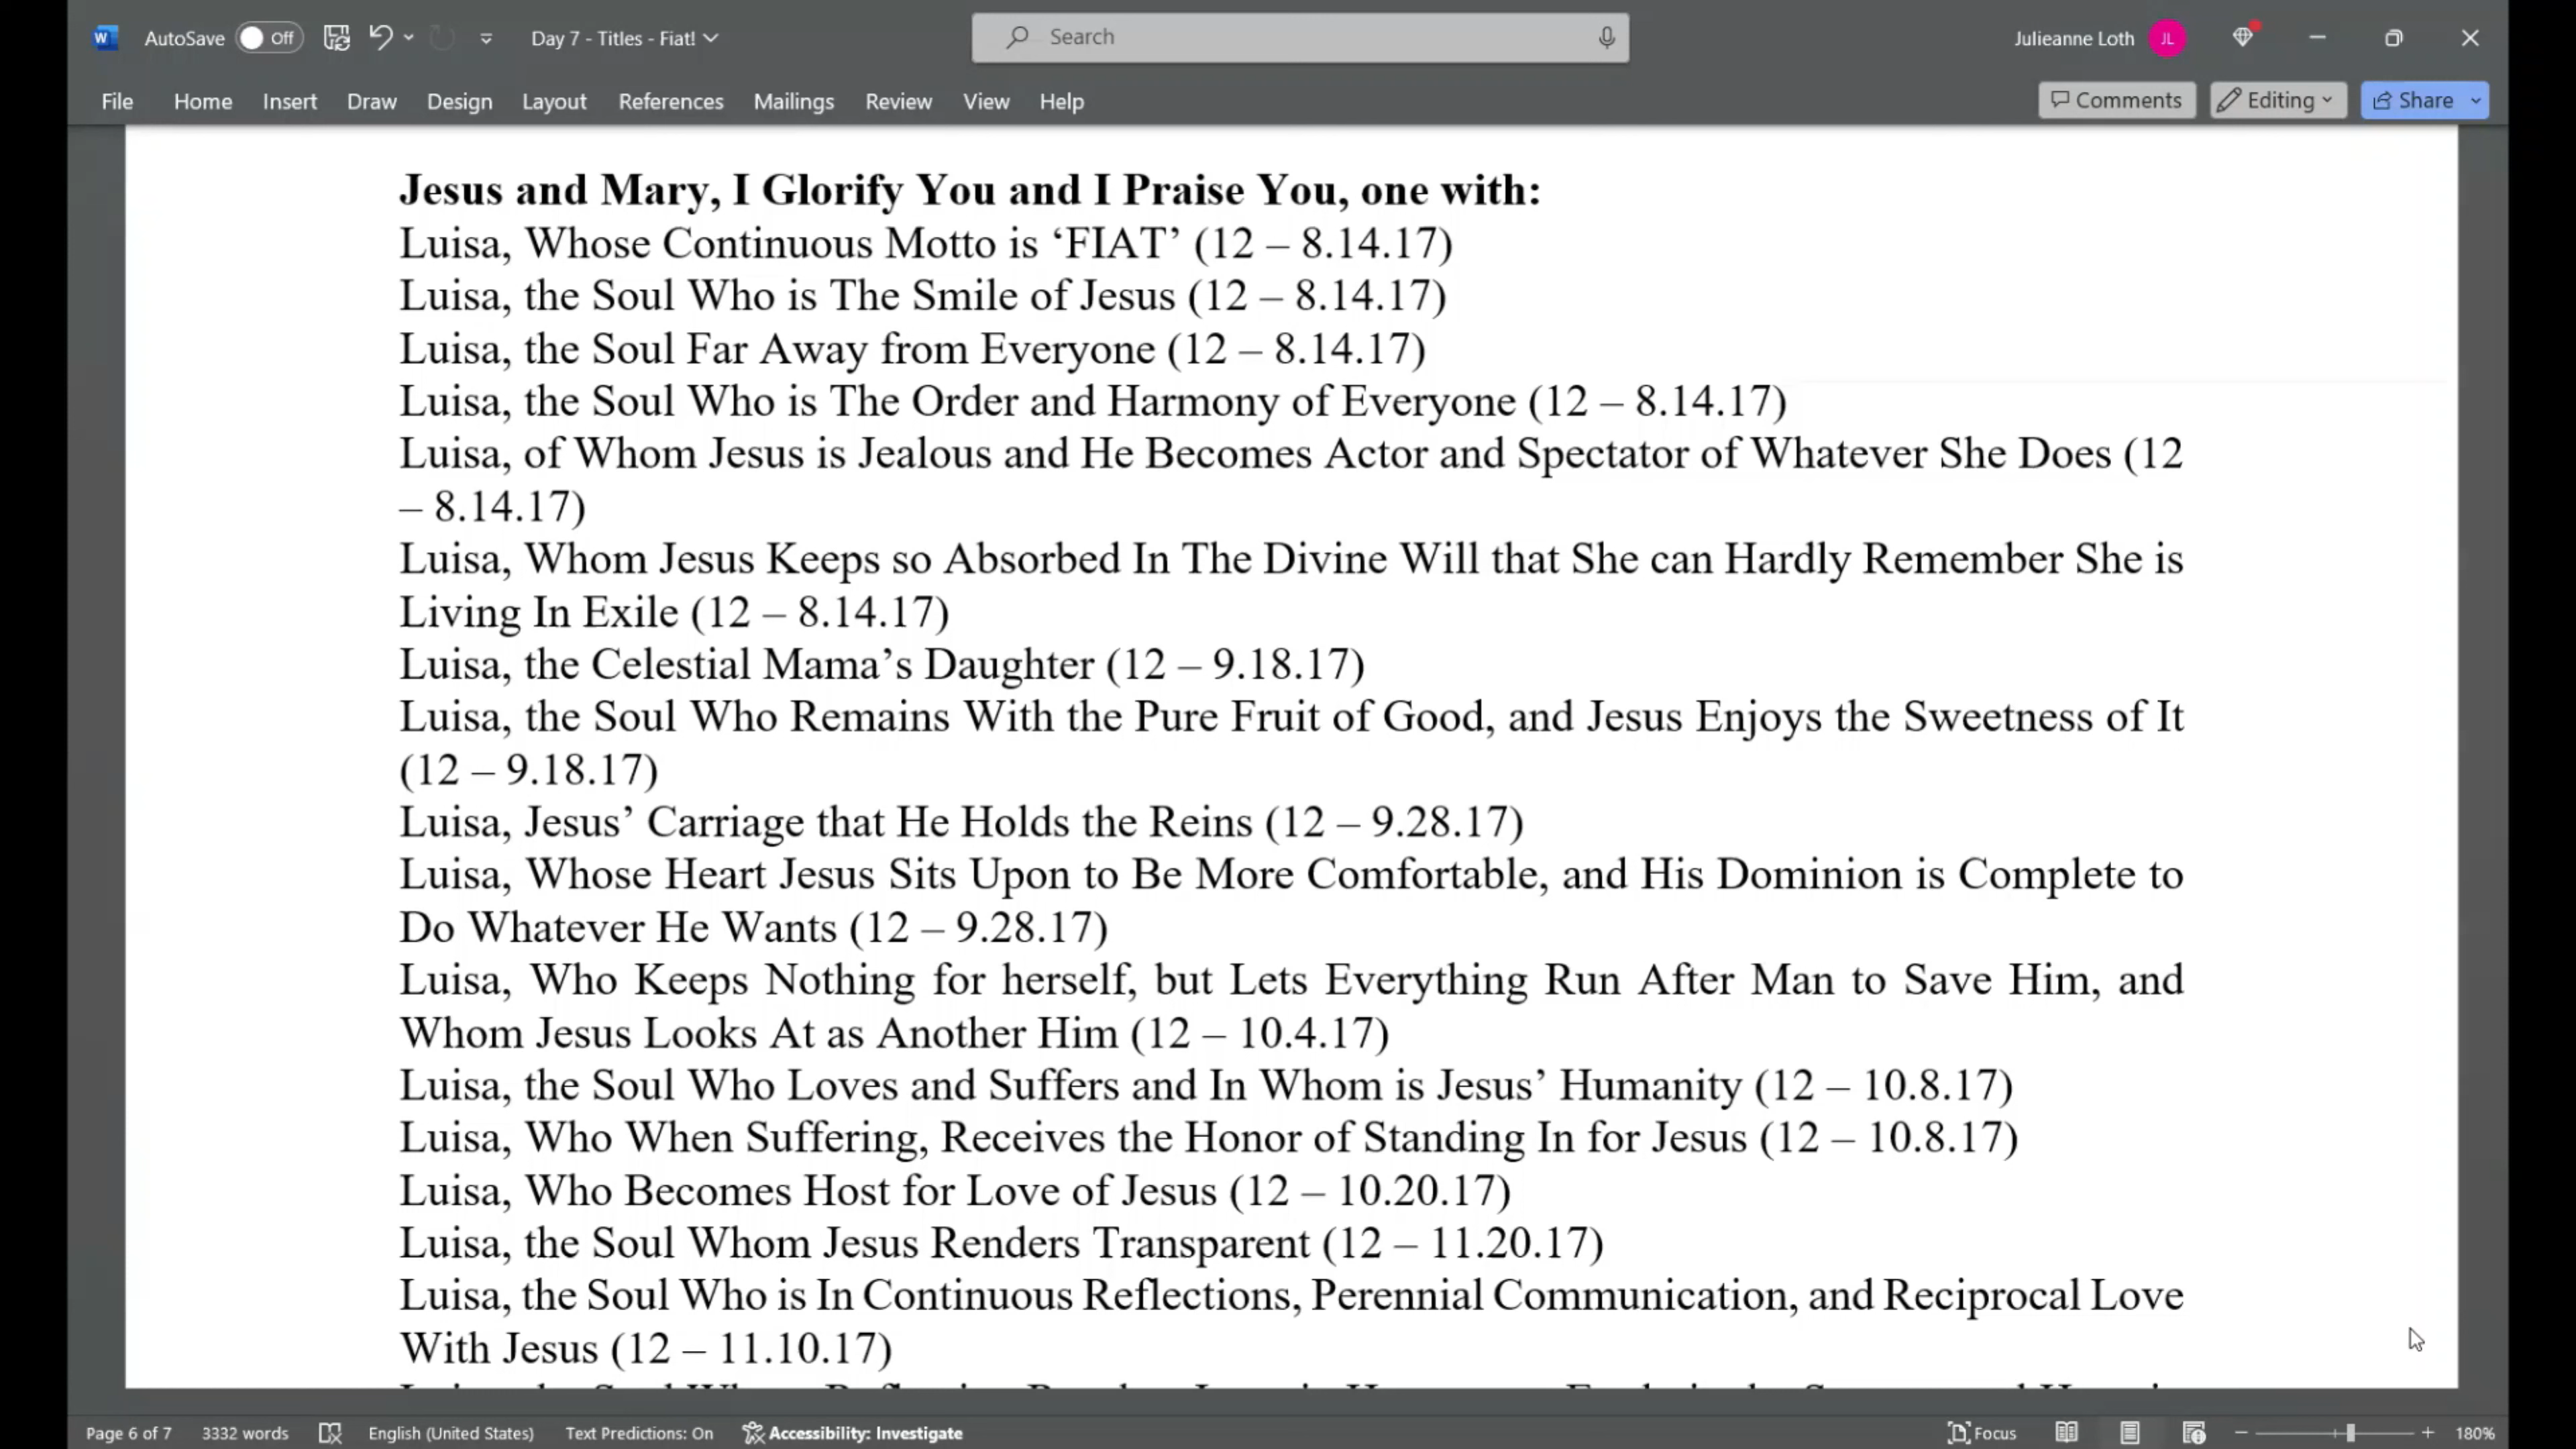 AutoSave Off Day 7 - Titles - Fiat! Search Julieanne Loth JL
File Home Insert Draw Design Layout References Mailings Review View Help Comments Editing Share
Jesus and Mary, I Glorify You and I Praise You, one with:
Luisa, Whose Continuous Motto is ‘FIAT’ (12 – 8.14.17)
Luisa, the Soul Who is The Smile of Jesus (12 – 8.14.17)
Luisa, the Soul Far Away from Everyone (12 – 8.14.17)
Luisa, the Soul Who is The Order and Harmony of Everyone (12 – 8.14.17)
Luisa, of Whom Jesus is Jealous and He Becomes Actor and Spectator of Whatever She Does (12
– 8.14.17)
Luisa, Whom Jesus Keeps so Absorbed In The Divine Will that She can Hardly Remember She is
Living In Exile (12 – 8.14.17)
Luisa, the Celestial Mama’s Daughter (12 – 9.18.17)
Luisa, the Soul Who Remains With the Pure Fruit of Good, and Jesus Enjoys the Sweetness of It
(12 – 9.18.17)
Luisa, Jesus’ Carriage that He Holds the Reins (12 – 9.28.17)
Luisa, Whose Heart Jesus Sits Upon to Be More Comfortable, and His Dominion is Complete to
Do Whatever He Wants (12 – 9.28.17)
Luisa, Who Keeps Nothing for herself, but Lets Everything Run After Man to Save Him, and
Whom Jesus Looks At as Another Him (12 – 10.4.17)
Luisa, the Soul Who Loves and Suffers and In Whom is Jesus’ Humanity (12 – 10.8.17)
Luisa, Who When Suffering, Receives the Honor of Standing In for Jesus (12 – 10.8.17)
Luisa, Who Becomes Host for Love of Jesus (12 – 10.20.17)
Luisa, the Soul Whom Jesus Renders Transparent (12 – 11.20.17)
Luisa, the Soul Who is In Continuous Reflections, Perennial Communication, and Reciprocal Love
With Jesus (12 – 11.10.17)
Page 6 of 7 3332 words English (United States) Text Predictions: On Accessibility: Investigate Focus 180%